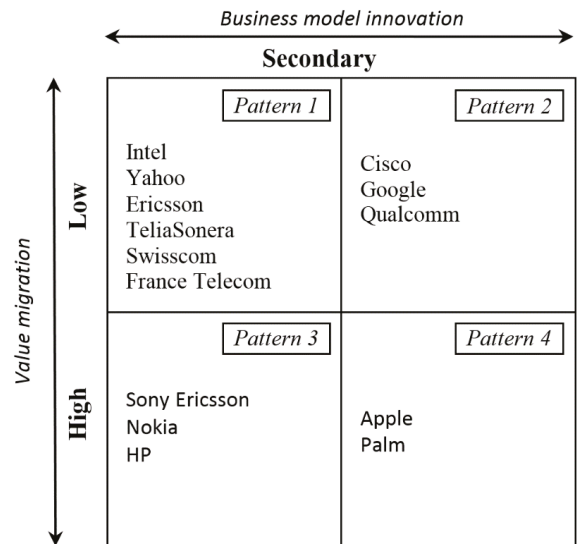 Business model innovation
Secondary
Value migration
Low
Pattern 1
Intel
Yahoo
Ericsson
TeliaSonera
Swisscom
France Telecom
Pattern 2
Cisco
Google
Qualcomm
High
Pattern 3
Sony Ericsson
Nokia
HP
Pattern 4
Apple
Palm